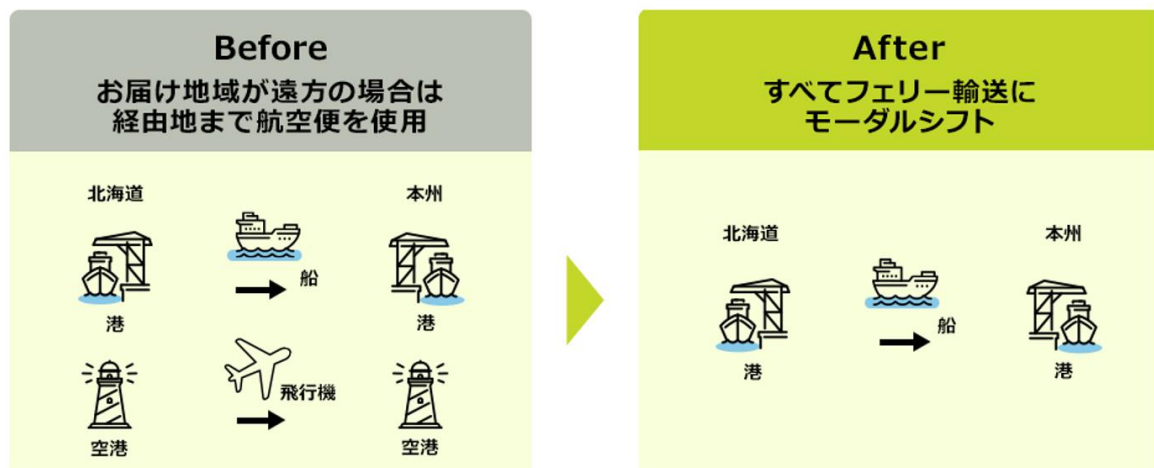 Before
お届け地域が遠方の場合は
経由地まで航空便を使用
北海道
本州
船
港
港
飛行機
空港
空港
After
すべてフェリー輸送に
モーダルシフト
北海道
本州
船
港
港